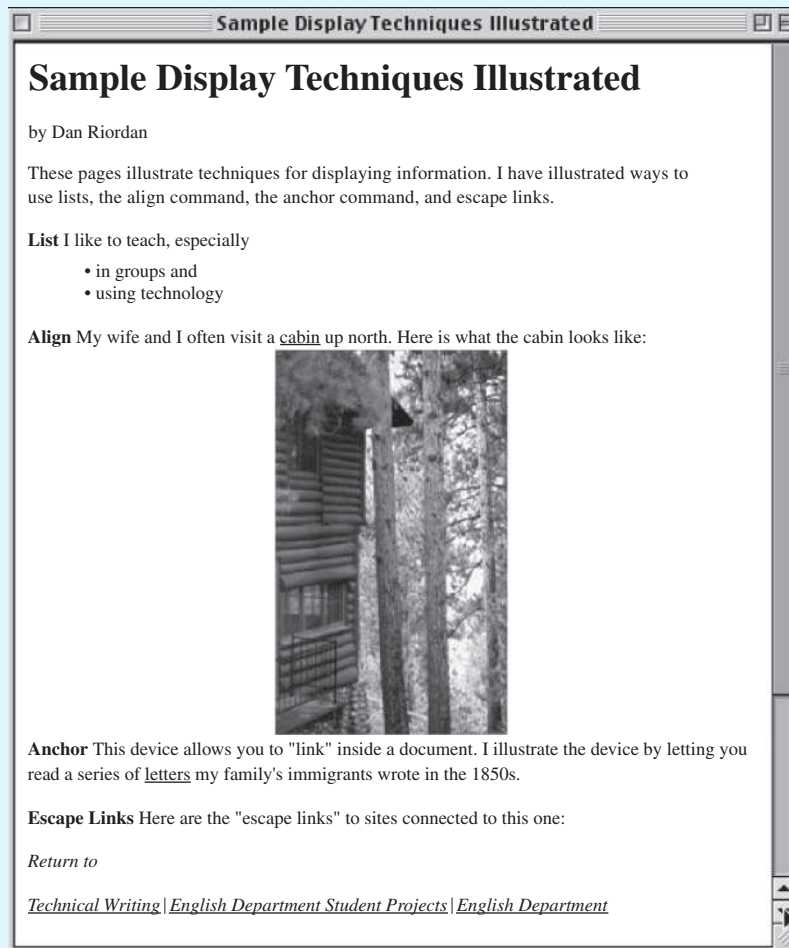 Sample Display Techniques Illustrated
Sample Display Techniques Illustrated
by Dan Riordan
These pages illustrate techniques for displaying information. I have illustrated ways to
use lists, the align command, the anchor command, and escape links.
List I like to teach, especially
• in groups and
• using technology
Align My wife and I often visit a cabin up north. Here is what the cabin looks like:
Anchor This device allows you to "link" inside a document. I illustrate the device by letting you
read a series of letters my family's immigrants wrote in the 1850s.
Escape Links Here are the "escape links" to sites connected to this one:
Return to
Technical Writing|English Department Student Projects|English Department